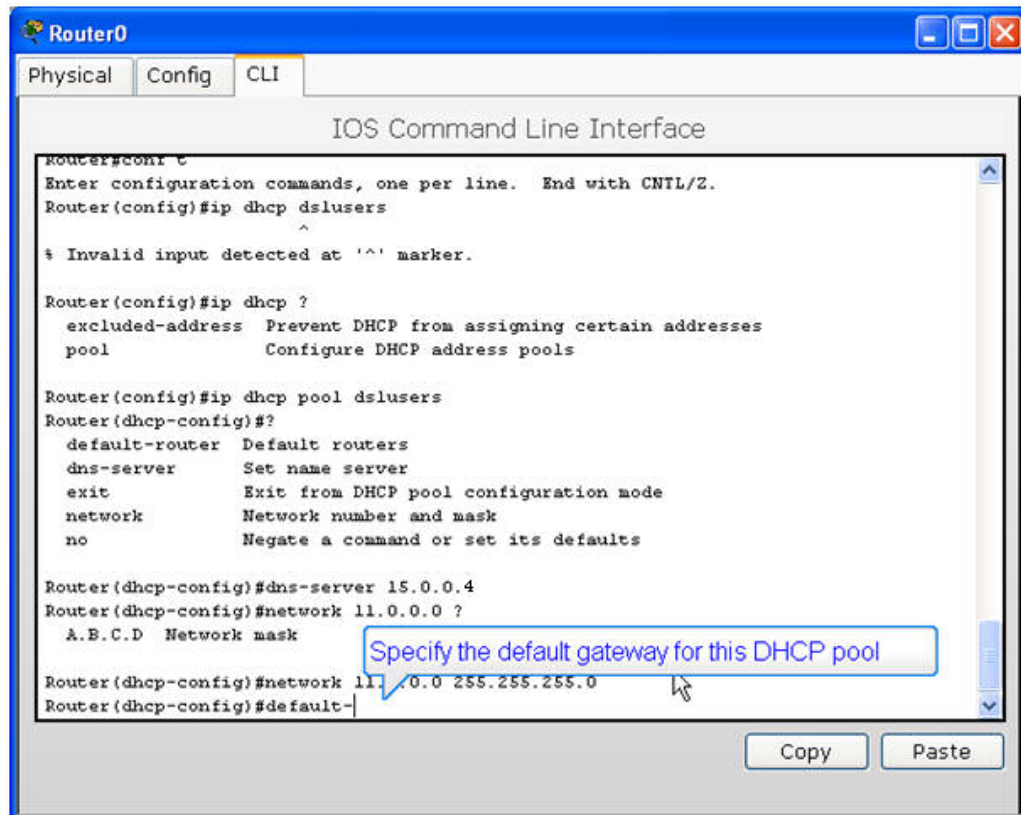 Router0
Physical Config CLI
IOS Command Line Interface
Router#conf t
Enter configuration commands, one per line. End with CNTL/Z.
Router(config)#ip dhcp dslusers
^
% Invalid input detected at '^' marker.
Router(config)#ip dhcp ?
excluded-address Prevent DHCP from assigning certain addresses
pool Configure DHCP address pools
Router(config)#ip dhcp pool dslusers
Router(dhcp-config)#?
default-router Default routers
dns-server Set name server
exit Exit from DHCP pool configuration mode
network Network number and mask
no Negate a command or set its defaults
Router(dhcp-config)#dns-server 15.0.0.4
Router(dhcp-config)#network 11.0.0.0 ?
A.B.C.D Network mask
Specify the default gateway for this DHCP pool
Router(dhcp-config)#network 11. .0.0 255.255.255.0
Router(dhcp-config)#default-
Copy Paste